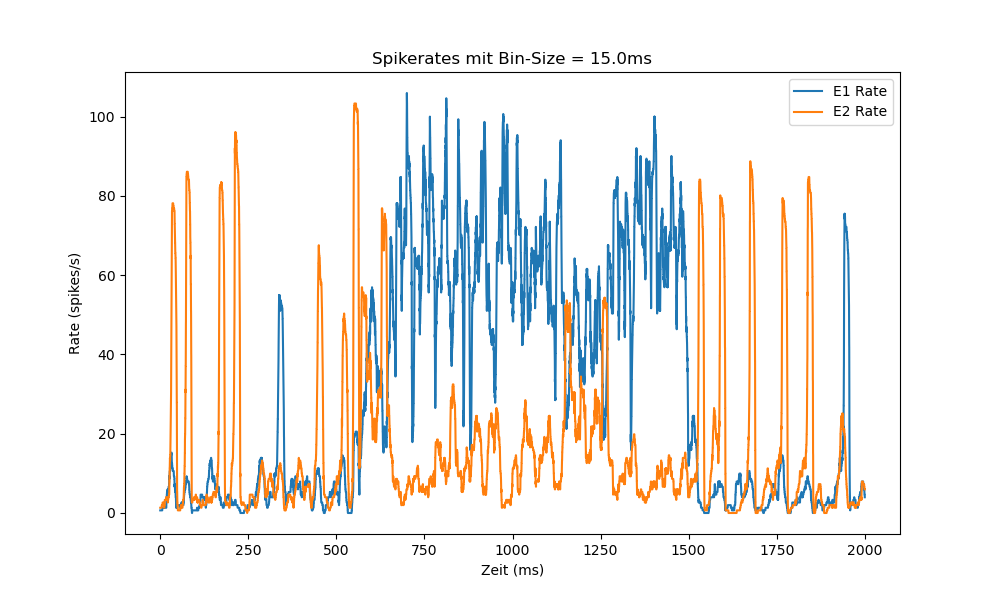 Spikerates mit Bin-Size = 15.0ms
E1 Rate
E2 Rate
Rate (spikes/s)
100
80
60
40
20
0
0 250 500 750 1000 1250 1500 1750 2000
Zeit (ms)